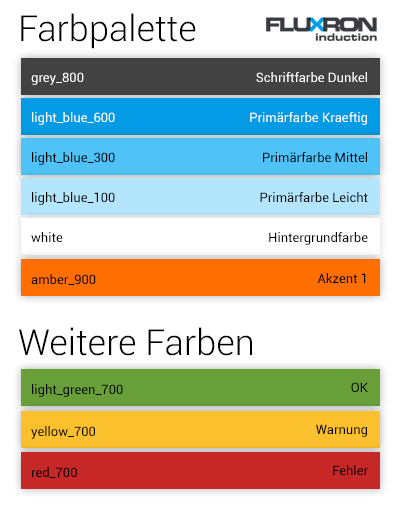 Farbpalette
FLUXRON
induction
grey_800 Schriftfarbe Dunkel
light_blue_600 Primärfarbe Kraeftig
light_blue_300 Primärfarbe Mittel
light_blue_100 Primärfarbe Leicht
white Hintergrundfarbe
amber_900 Akzent 1
Weitere Farben
light_green_700 OK
yellow_700 Warnung
red_700 Fehler